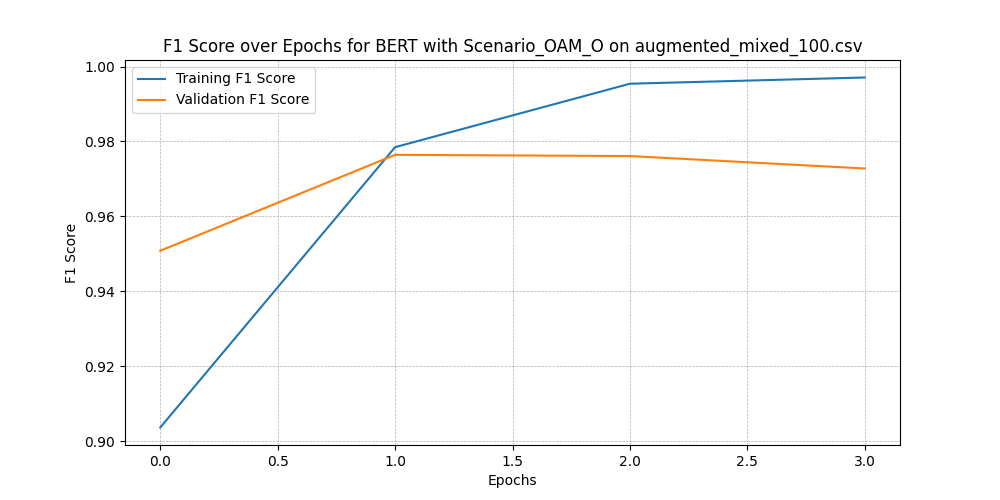 F1 Score over Epochs for BERT with Scenario_OAM_O on augmented_mixed_100.csv
Training F1 Score
Validation F1 Score
F1 Score
1.00
0.98
0.96
0.94
0.92
0.90
0.0 0.5 1.0 1.5 2.0 2.5 3.0
Epochs